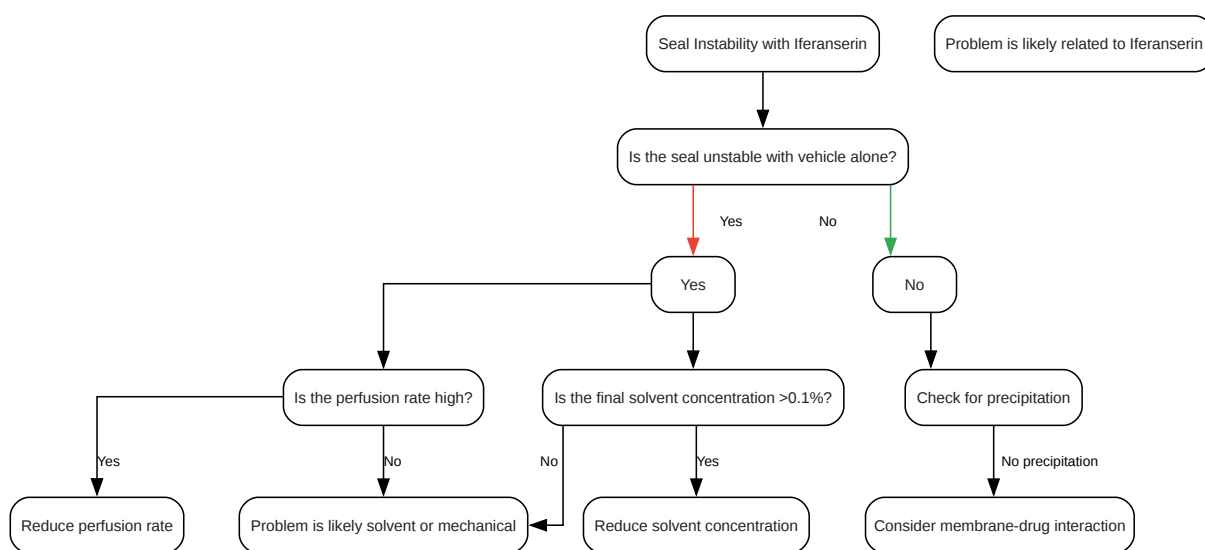 Seal Instability with Iferanserin
Problem is likely related to Iferanserin
Is the seal unstable with vehicle alone?
Yes
No
Yes
No
Is the perfusion rate high?
Is the final solvent concentration >0.1%?
Check for precipitation
Yes
No
No
Yes
No precipitation
Reduce perfusion rate
Problem is likely solvent or mechanical
Reduce solvent concentration
Consider membrane-drug interaction